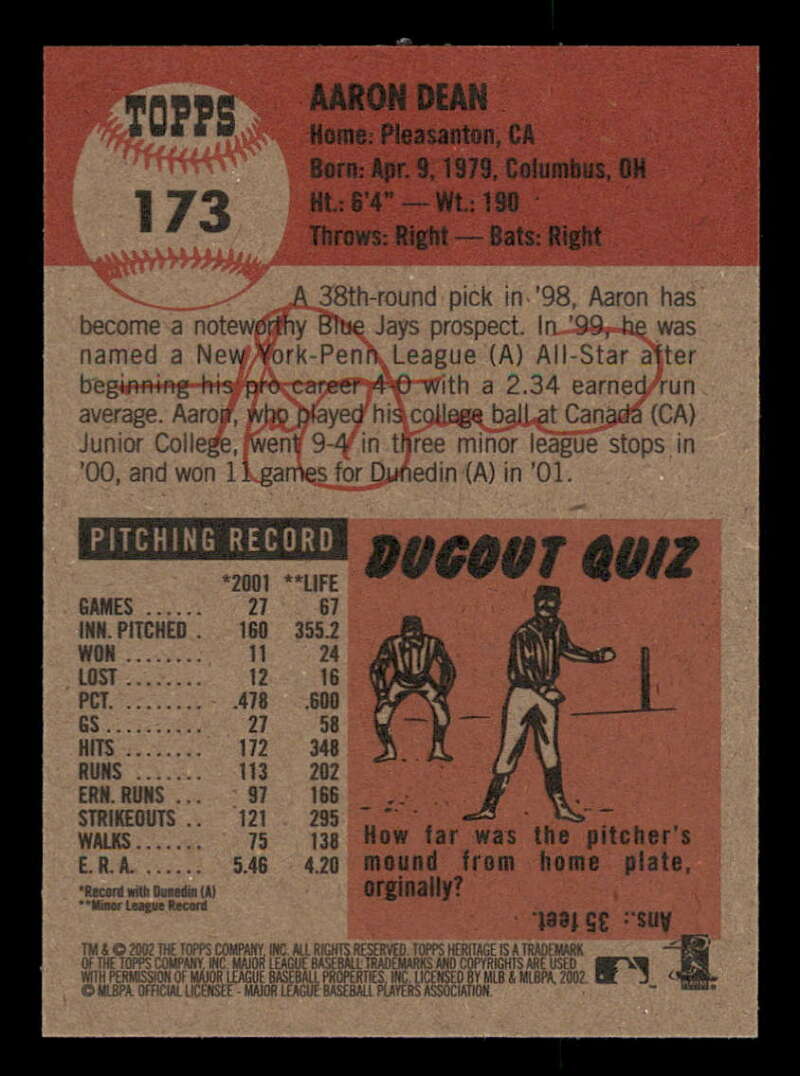 TOPPS
173
AARON DEAN
Home: Pleasanton, CA
Born: Apr. 9, 1979, Columbus, OH
Ht.: 6'4" — Wt.: 190
Throws: Right — Bats: Right
A 38th-round pick in '98, Aaron has
become a noteworthy Blue Jays prospect. In '99, he was
named a New York-Penn League (A) All-Star after
beginning his pro career 4-0 with a 2.34 earned run
average. Aaron, who played his college ball at Canada (CA)
Junior College, went 9-4 in three minor league stops in
'00, and won 11 games for Dunedin (A) in '01.
PITCHING RECORD
*2001 **LIFE
GAMES ...... 27 67
INN. PITCHED . 160 355.2
WON ........ 11 24
LOST ........ 12 16
PCT. ........ .478 .600
GS .......... 27 58
HITS ........ 172 348
RUNS ....... 113 202
ERN. RUNS ... 97 166
STRIKEOUTS .. 121 295
WALKS ....... 75 138
E. R. A. ...... 5.46 4.20
*Record with Dunedin (A)
**Minor League Record
DUGOUT QUIZ
How far was the pitcher's
mound from home plate,
orginally?
Ans.: 35 feet.
TM & © 2002 THE TOPPS COMPANY, INC. ALL RIGHTS RESERVED. TOPPS HERITAGE IS A TRADEMARK
OF THE TOPPS COMPANY, INC. MAJOR LEAGUE BASEBALL TRADEMARKS AND COPYRIGHTS ARE USED
WITH PERMISSION OF MAJOR LEAGUE BASEBALL PROPERTIES, INC. LICENSED BY MLB & MLBPA, 2002.
© MLBPA. OFFICIAL LICENSEE - MAJOR LEAGUE BASEBALL PLAYERS ASSOCIATION.